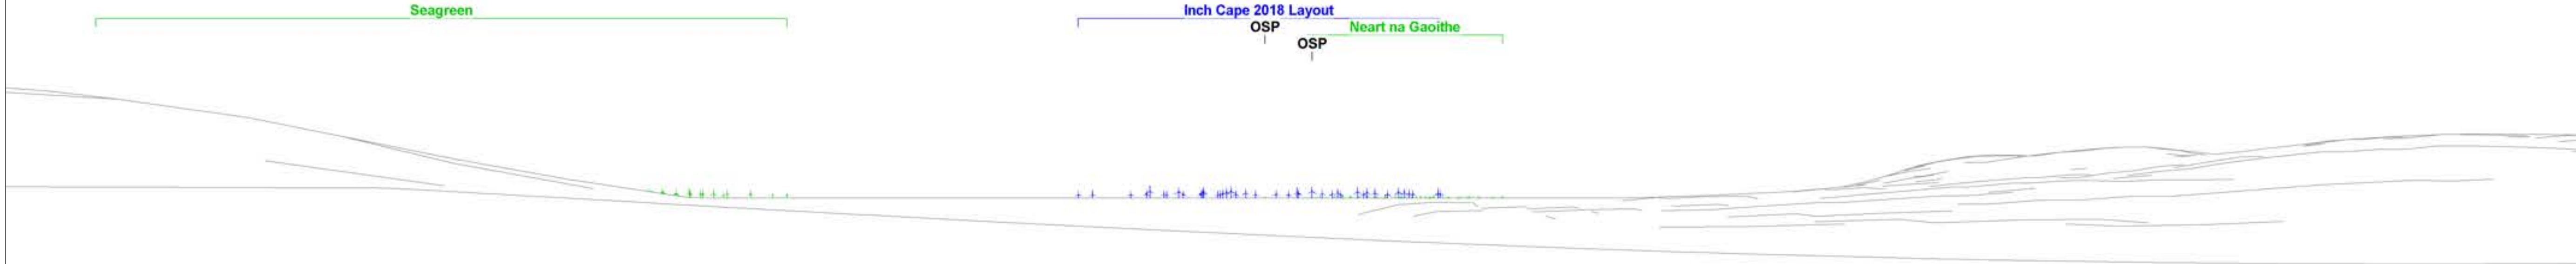 Seagreen
Inch Cape 2018 Layout
OSP
Neart na Gaoithe
OSP